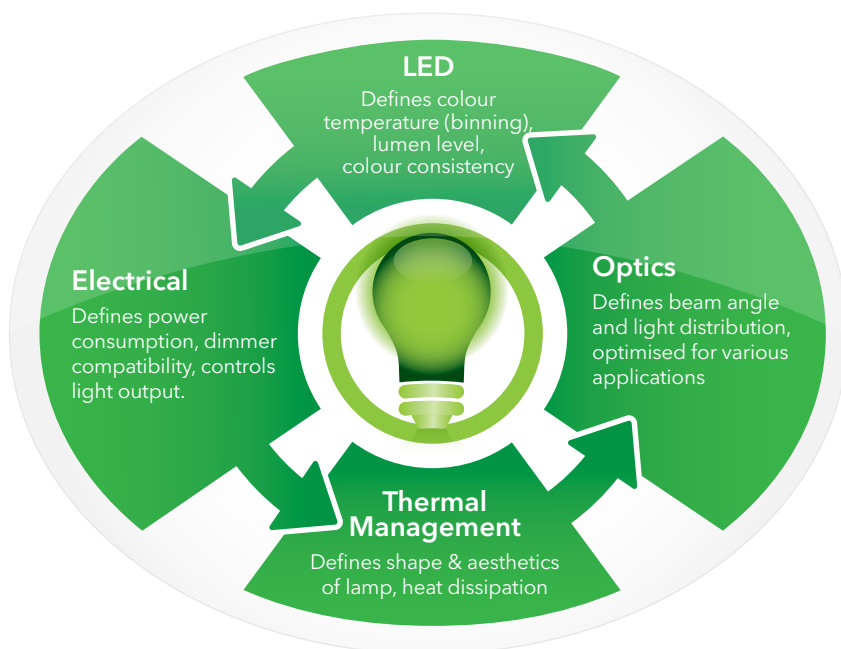 LED
Defines colour
temperature (binning),
lumen level,
colour consistency
Electrical
Defines power
consumption, dimmer
compatibility, controls
light output.
Optics
Defines beam angle
and light distribution,
optimised for various
applications
Thermal
Management
Defines shape & aesthetics
of lamp, heat dissipation